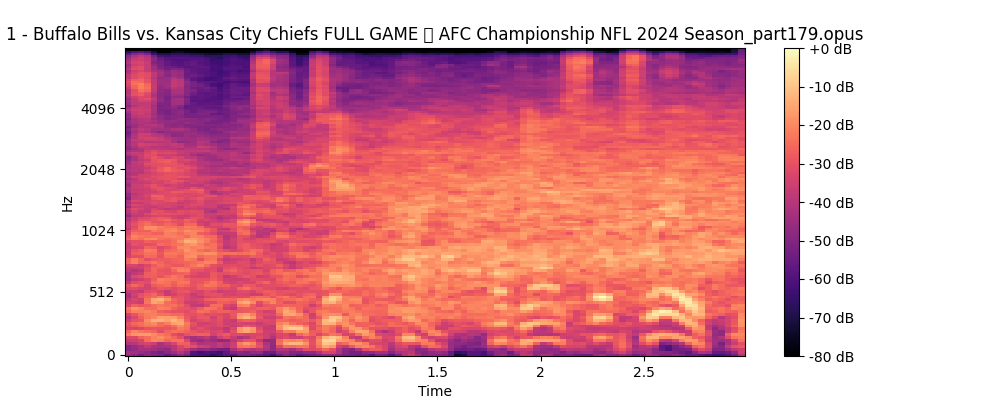 1 - Buffalo Bills vs. Kansas City Chiefs FULL GAME ▯ AFC Championship NFL 2024 Season_part179.opus
+0 dB
-10 dB
-20 dB
-30 dB
-40 dB
-50 dB
-60 dB
-70 dB
-80 dB
4096
2048
1024
512
0
Hz
0
0.5
1
1.5
2
2.5
Time